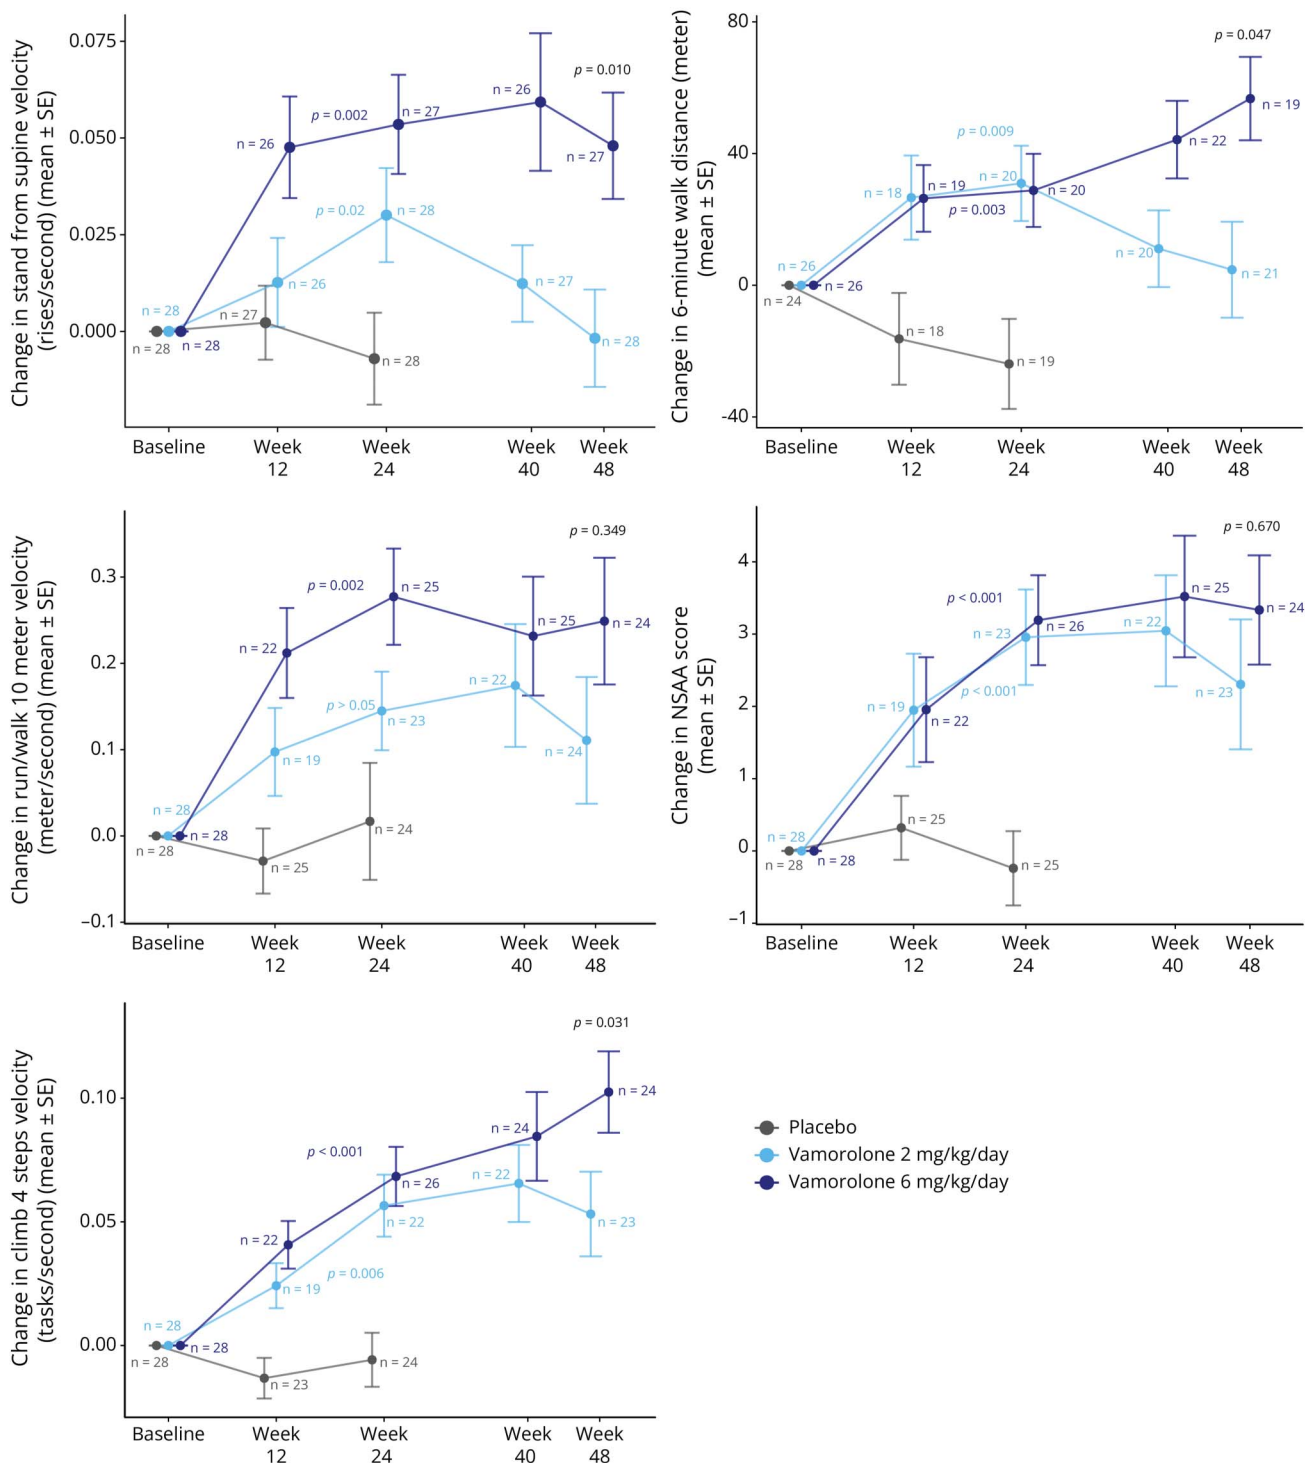 Change in stand from supine velocity
(rises/second) (mean ± SE)
0.075
0.050
0.025
0.000
p = 0.010
n = 26
p = 0.002
n = 27
n = 26
n = 27
p = 0.02
n = 28
n = 28
n = 27
n = 26
n = 27
n = 28
n = 28
n = 28
n = 28
Baseline
Week
12
Week
24
Week
40
Week
48
Change in 6-minute walk distance (meter)
(mean ± SE)
80
40
0
-40
p = 0.047
n = 19
p = 0.009
n = 22
n = 20
n = 18
n = 19
n = 20
p = 0.003
n = 20
n = 26
n = 21
n = 26
n = 24
n = 18
n = 19
Baseline
Week
12
Week
24
Week
40
Week
48
Change in run/walk 10 meter velocity
(meter/second) (mean ± SE)
0.3
0.2
0.1
0.0
–0.1
p = 0.349
p = 0.002
n = 25
n = 25
n = 24
n = 22
n = 22
p > 0.05
n = 23
n = 24
n = 19
n = 28
n = 28
n = 24
n = 28
n = 25
Baseline
Week
12
Week
24
Week
40
Week
48
Change in NSAA score
(mean ± SE)
4
3
2
1
0
–1
p = 0.670
p < 0.001
n = 25
n = 24
n = 22
n = 26
n = 23
p < 0.001
n = 23
n = 19
n = 22
n = 25
n = 28
n = 28
n = 28
n = 25
Baseline
Week
12
Week
24
Week
40
Week
48
Change in climb 4 steps velocity
(tasks/second) (mean ± SE)
0.10
0.05
0.00
p = 0.031
n = 24
n = 24
p < 0.001
n = 22
n = 26
n = 22
n = 22
n = 23
p = 0.006
n = 19
n = 28
n = 28
n = 28
n = 24
n = 23
Baseline
Week
12
Week
24
Week
40
Week
48
Placebo
Vamorolone 2 mg/kg/day
Vamorolone 6 mg/kg/day